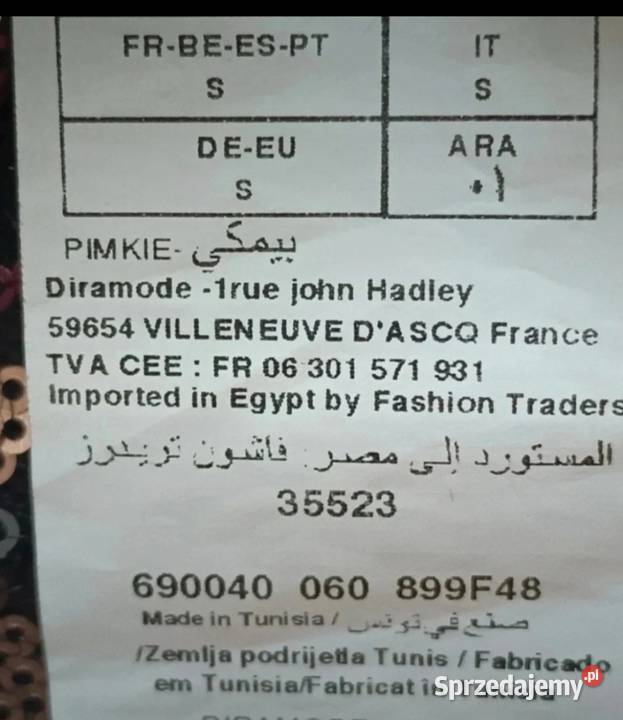 FR-BE-ES-PT IT
S S
DE-EU ARA
S ٠١
PIMKIE- بيمكي
Diramode -1rue john Hadley
59654 VILLENEUVE D'ASCQ France
TVA CEE : FR 06 301 571 931
Imported in Egypt by Fashion Traders
المستورد إلى مصر: فاشون تريدرز
35523
690040 060 899F48
Made in Tunisia / صنع في تونس
/Zemlja podrijetla Tunis / Fabricado
em Tunisia/Fabricat în
Sprzedajemy.pl